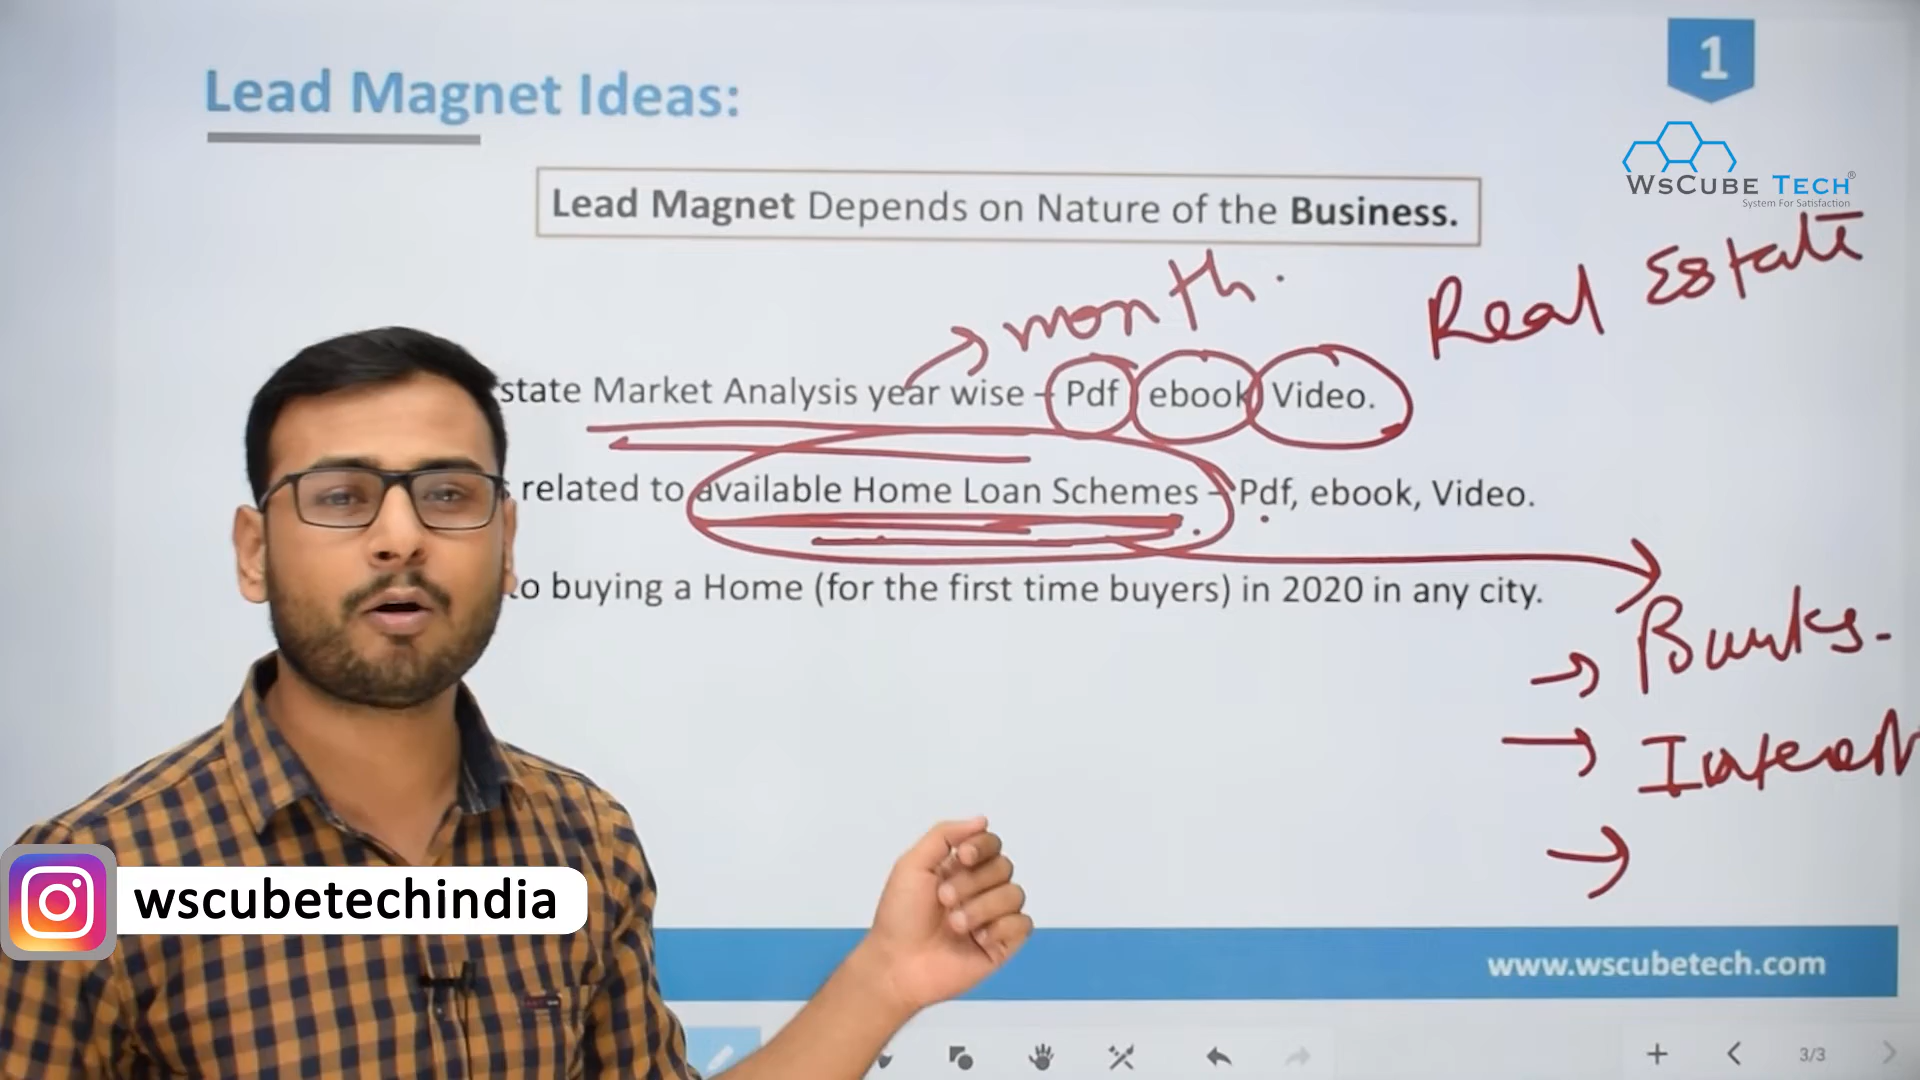 1
Lead Magnet Ideas:
WSCUBE TECH®
System For Satisfaction
Lead Magnet Depends on Nature of the Business.
Real Estate
month.
state Market Analysis year wise – Pdf ebook Video.
related to available Home Loan Schemes – Pdf, ebook, Video.
to buying a Home (for the first time buyers) in 2020 in any city.
→ Banks.
→ Interest
→
wscubetechindia
www.wscubetech.com
3/3